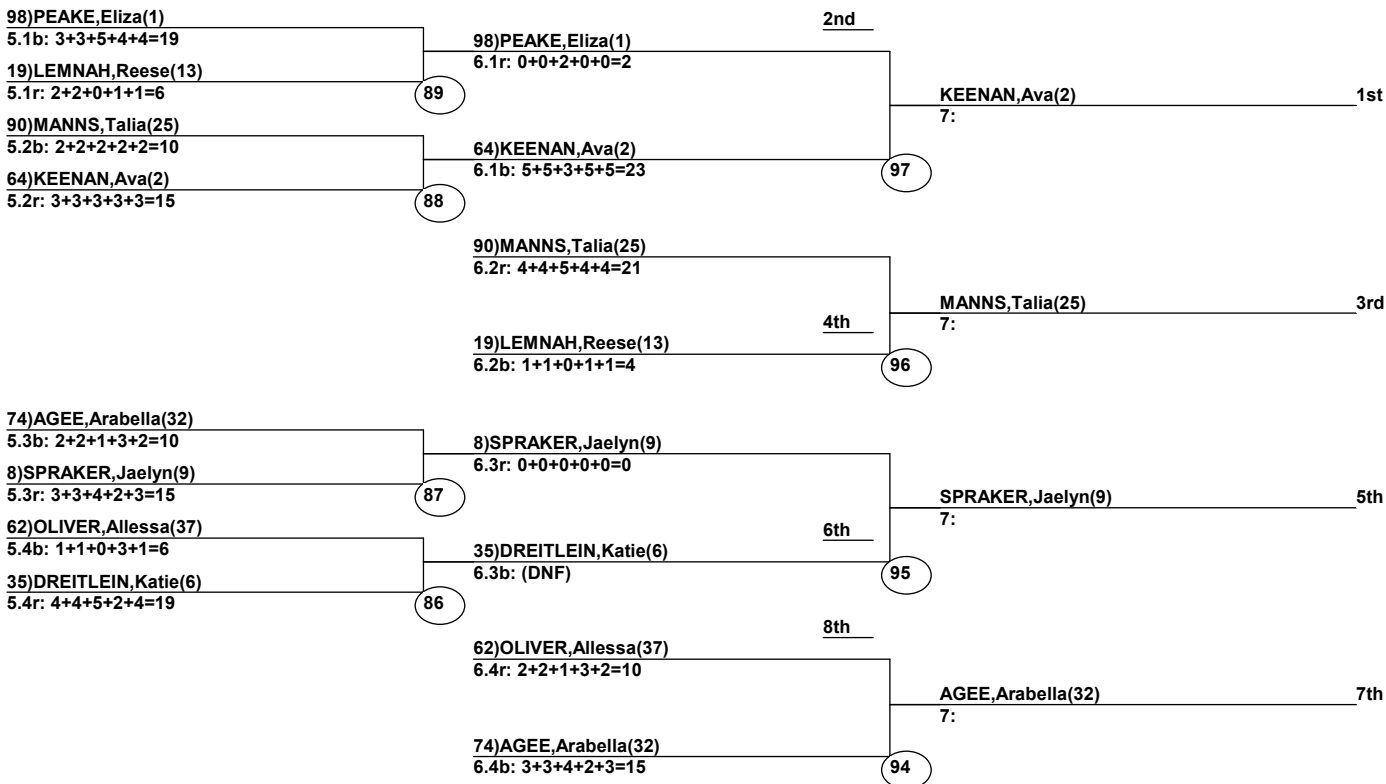 98)PEAKE,Eliza(1)
5.1b: 3+3+5+4+4=19
19)LEMNAH,Reese(13)
5.1r: 2+2+0+1+1=6
89
90)MANNS,Talia(25)
5.2b: 2+2+2+2+2=10
64)KEENAN,Ava(2)
5.2r: 3+3+3+3+3=15
88
2nd
98)PEAKE,Eliza(1)
6.1r: 0+0+2+0+0=2
64)KEENAN,Ava(2)
6.1b: 5+5+3+5+5=23
97
KEENAN,Ava(2) 1st
7:
90)MANNS,Talia(25)
6.2r: 4+4+5+4+4=21
4th
19)LEMNAH,Reese(13)
6.2b: 1+1+0+1+1=4
96
MANNS,Talia(25) 3rd
7:
74)AGEE,Arabella(32)
5.3b: 2+2+1+3+2=10
8)SPRAKER,Jaelyn(9)
5.3r: 3+3+4+2+3=15
87
62)OLIVER,Allessa(37)
5.4b: 1+1+0+3+1=6
35)DREITLEIN,Katie(6)
5.4r: 4+4+5+2+4=19
86
8)SPRAKER,Jaelyn(9)
6.3r: 0+0+0+0+0=0
6th
35)DREITLEIN,Katie(6)
6.3b: (DNF)
95
SPRAKER,Jaelyn(9) 5th
7:
8th
62)OLIVER,Allessa(37)
6.4r: 2+2+1+3+2=10
74)AGEE,Arabella(32)
6.4b: 3+3+4+2+3=15
94
AGEE,Arabella(32) 7th
7: